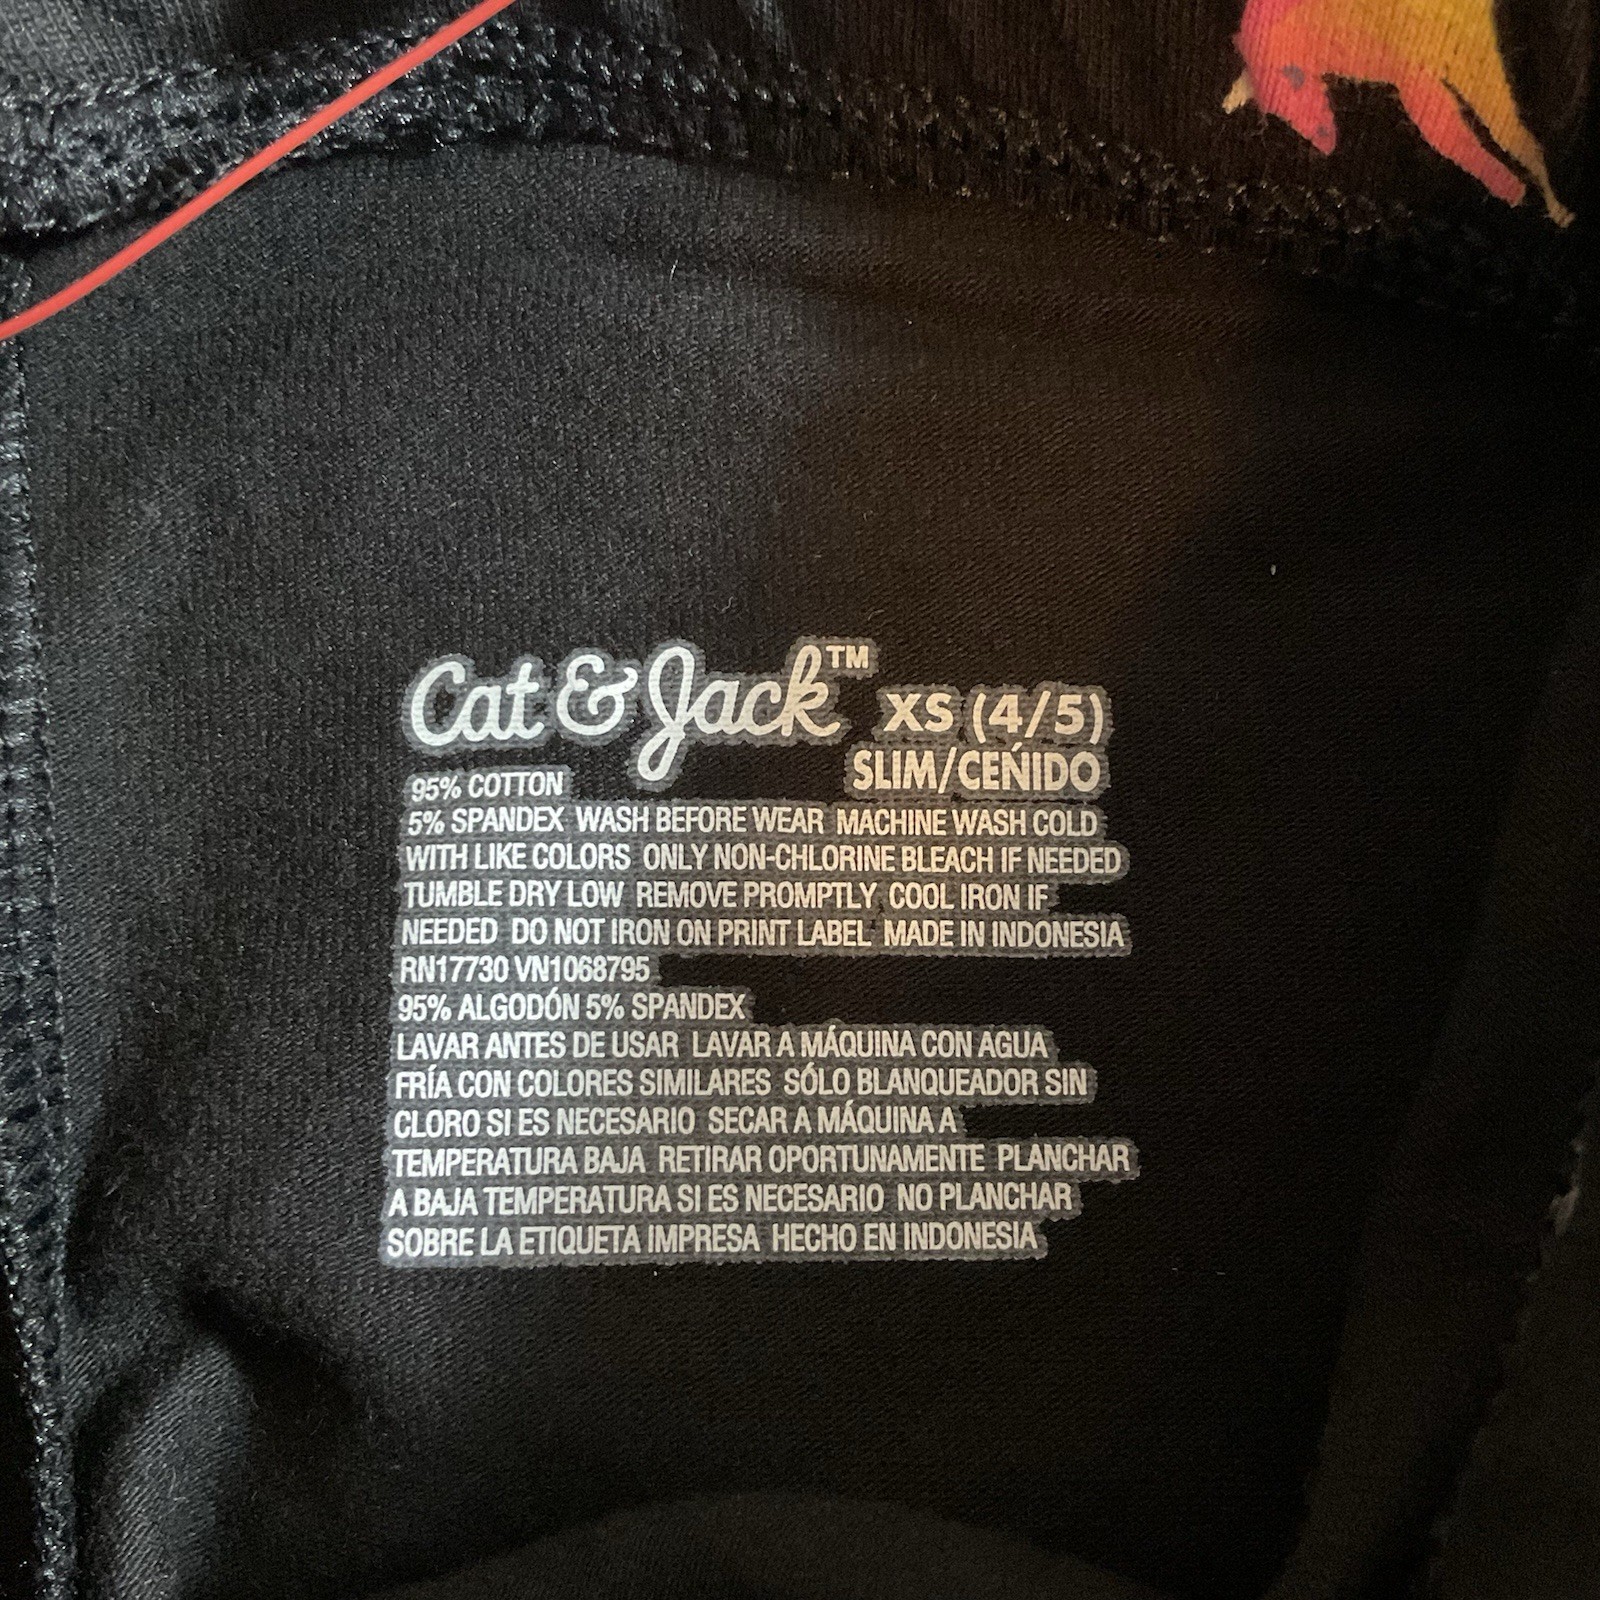 Cat & Jack™ XS (4/5)
SLIM/CEÑIDO
95% COTTON
5% SPANDEX WASH BEFORE WEAR MACHINE WASH COLD
WITH LIKE COLORS ONLY NON-CHLORINE BLEACH IF NEEDED
TUMBLE DRY LOW REMOVE PROMPTLY COOL IRON IF
NEEDED DO NOT IRON ON PRINT LABEL MADE IN INDONESIA
RN17730 VN1068795
95% ALGODÓN 5% SPANDEX
LAVAR ANTES DE USAR LAVAR A MÁQUINA CON AGUA
FRÍA CON COLORES SIMILARES SÓLO BLANQUEADOR SIN
CLORO SI ES NECESARIO SECAR A MÁQUINA A
TEMPERATURA BAJA RETIRAR OPORTUNAMENTE PLANCHAR
A BAJA TEMPERATURA SI ES NECESARIO NO PLANCHAR
SOBRE LA ETIQUETA IMPRESA HECHO EN INDONESIA